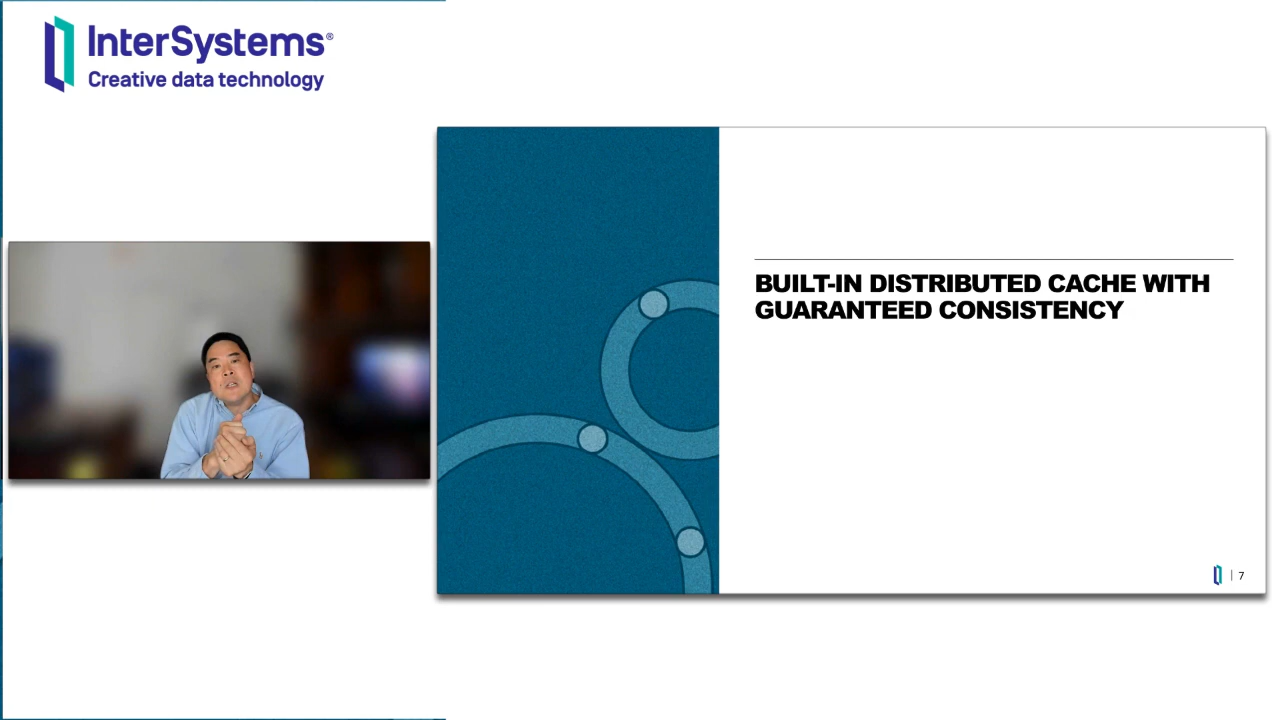 InterSystems®
Creative data technology
BUILT-IN DISTRIBUTED CACHE WITH
GUARANTEED CONSISTENCY
| 7